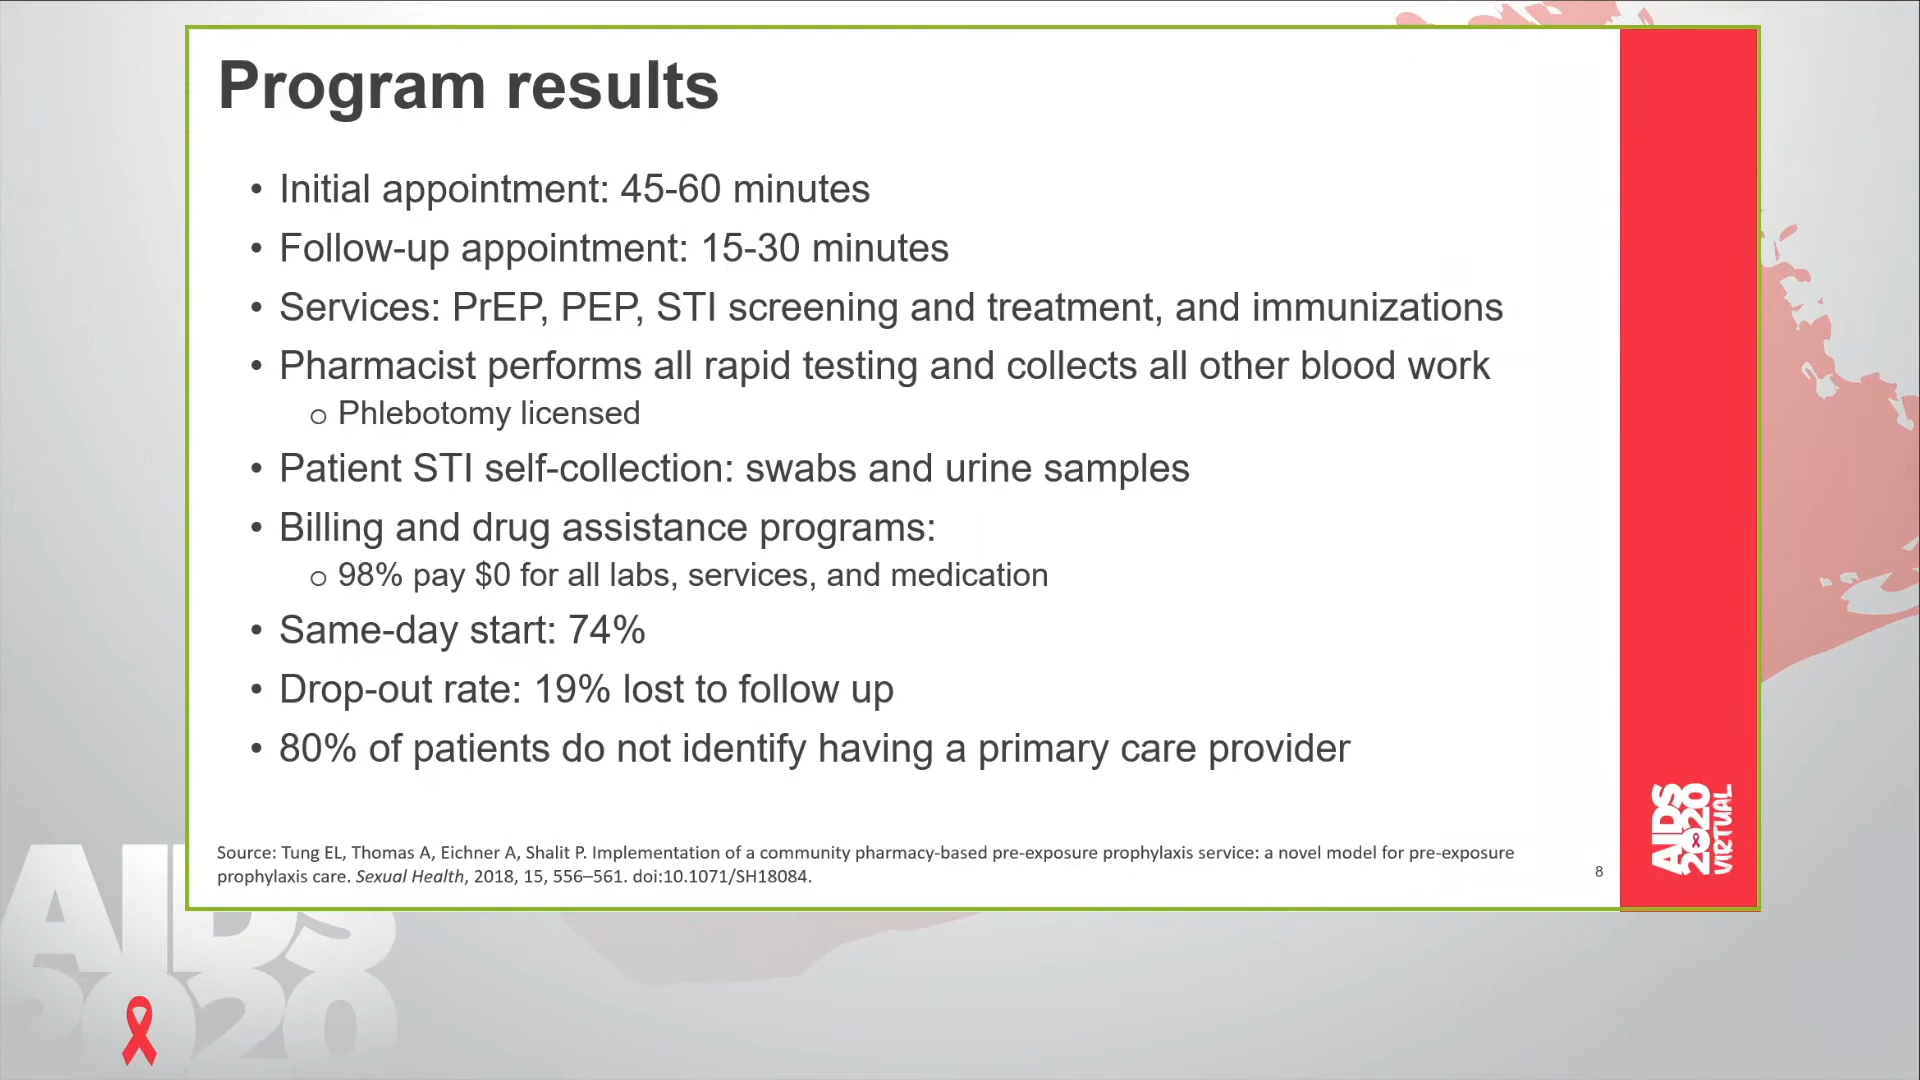 Program results
• Initial appointment: 45-60 minutes
• Follow-up appointment: 15-30 minutes
• Services: PrEP, PEP, STI screening and treatment, and immunizations
• Pharmacist performs all rapid testing and collects all other blood work
o Phlebotomy licensed
• Patient STI self-collection: swabs and urine samples
• Billing and drug assistance programs:
o 98% pay $0 for all labs, services, and medication
• Same-day start: 74%
• Drop-out rate: 19% lost to follow up
• 80% of patients do not identify having a primary care provider
Source: Tung EL, Thomas A, Eichner A, Shalit P. Implementation of a community pharmacy-based pre-exposure prophylaxis service: a novel model for pre-exposure
prophylaxis care. Sexual Health, 2018, 15, 556–561. doi:10.1071/SH18084.
8
AIDS
2020
VIRTUAL
AIDS
2020